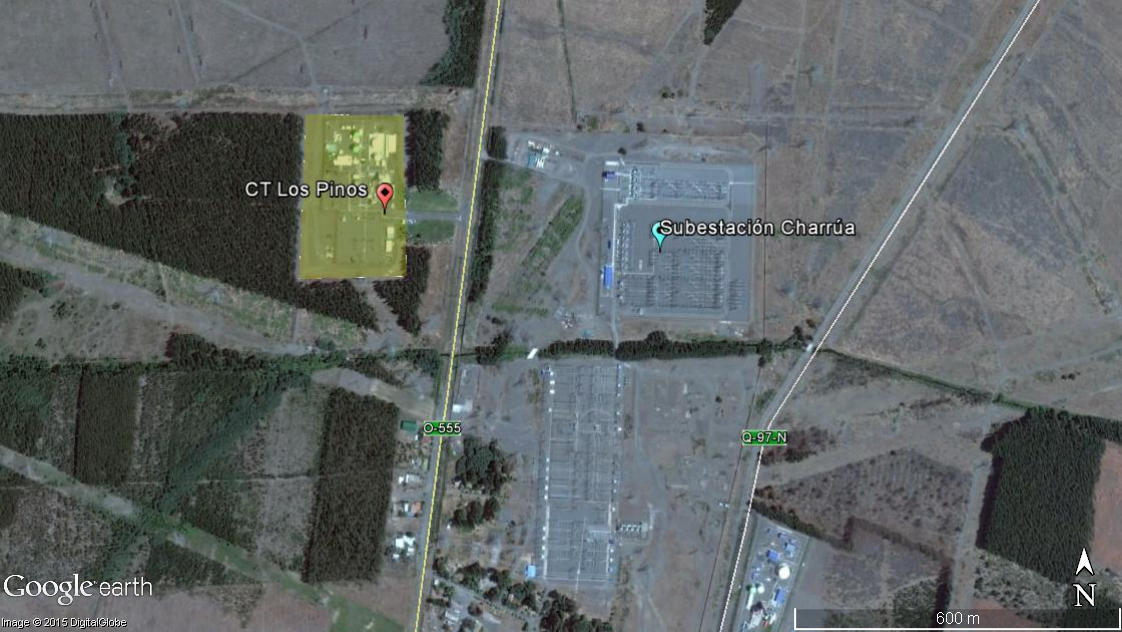 CT Los Pinos
Subestación Charrúa
O-555
Q-97-N
Google earth
N
600 m
Image © 2015 DigitalGlobe